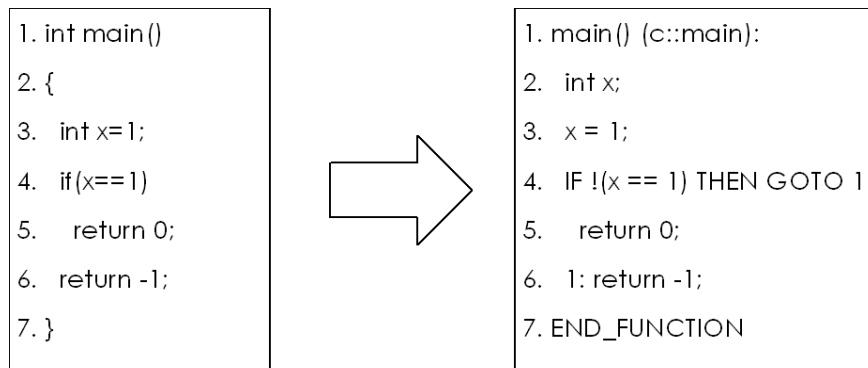 1. int main()
2. {
3. int x=1;
4. if(x==1)
5. return 0;
6. return -1;
7. }
1. main() (c::main):
2. int x;
3. x = 1;
4. IF !(x == 1) THEN GOTO 1
5. return 0;
6. 1: return -1;
7. END_FUNCTION